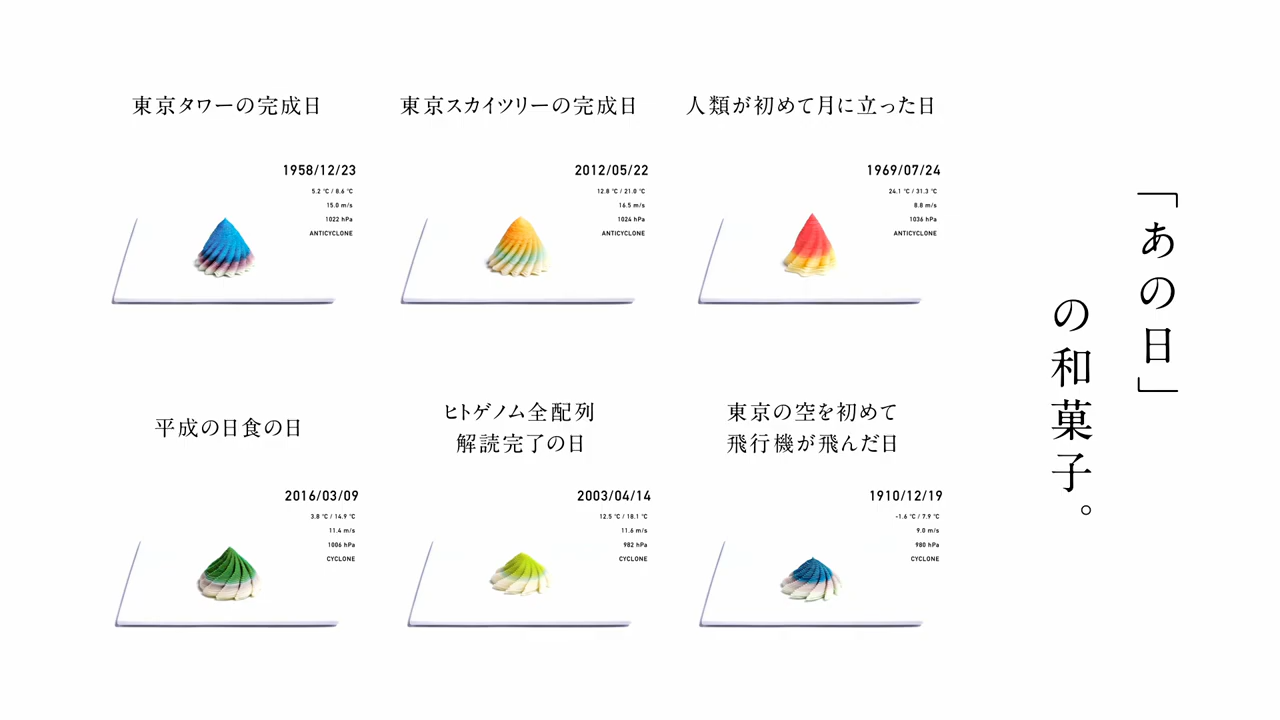 「あの日」
の和菓子。
東京タワーの完成日
1958/12/23
5.2 ℃ / 8.6 ℃
15.0 m/s
1022 hPa
ANTICYCLONE
東京スカイツリーの完成日
2012/05/22
12.8 ℃ / 21.0 ℃
16.5 m/s
1024 hPa
ANTICYCLONE
人類が初めて月に立った日
1969/07/24
24.1 ℃ / 31.3 ℃
8.8 m/s
1036 hPa
ANTICYCLONE
平成の日食の日
2016/03/09
3.8 ℃ / 14.9 ℃
11.4 m/s
1006 hPa
CYCLONE
ヒトゲノム全配列
解読完了の日
2003/04/14
12.5 ℃ / 18.1 ℃
11.6 m/s
982 hPa
CYCLONE
東京の空を初めて
飛行機が飛んだ日
1910/12/19
-1.6 ℃ / 7.9 ℃
9.0 m/s
980 hPa
CYCLONE